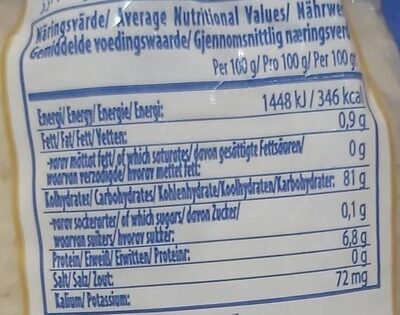 Näringsvärde/ Average Nutritional Values/ Nährwe
Gemiddelde voedingswaarde/ Gjennomsnittlig næringsver
Per 100 g/ Pro 100 g/ Per 100 g
Energi/ Energy/ Energie/ Energi: 1448 kJ / 346 kcal
Fett/ Fat/ Fett/ Vetten: 0,9 g
-varav mättat fett/ of which saturates/ davon gesättigte Fettsäuren/
waarvan verzadigde/ hvorav mettet fett: 0 g
Kolhydrater/ Carbohydrates/ Kohlenhydrate/Koolhydraten/Karbohydrater: 81 g
-varav sockerarter/ of which sugars/ davon Zucker/
waarvan suikers/ hvorav sukker: 0,1 g
Protein/ Eiweiß/ Eiwitten/ Proteiner: 6,8 g
Salt/ Salz/ Zout: 0 g
Kalium/ Potassium: 72 mg